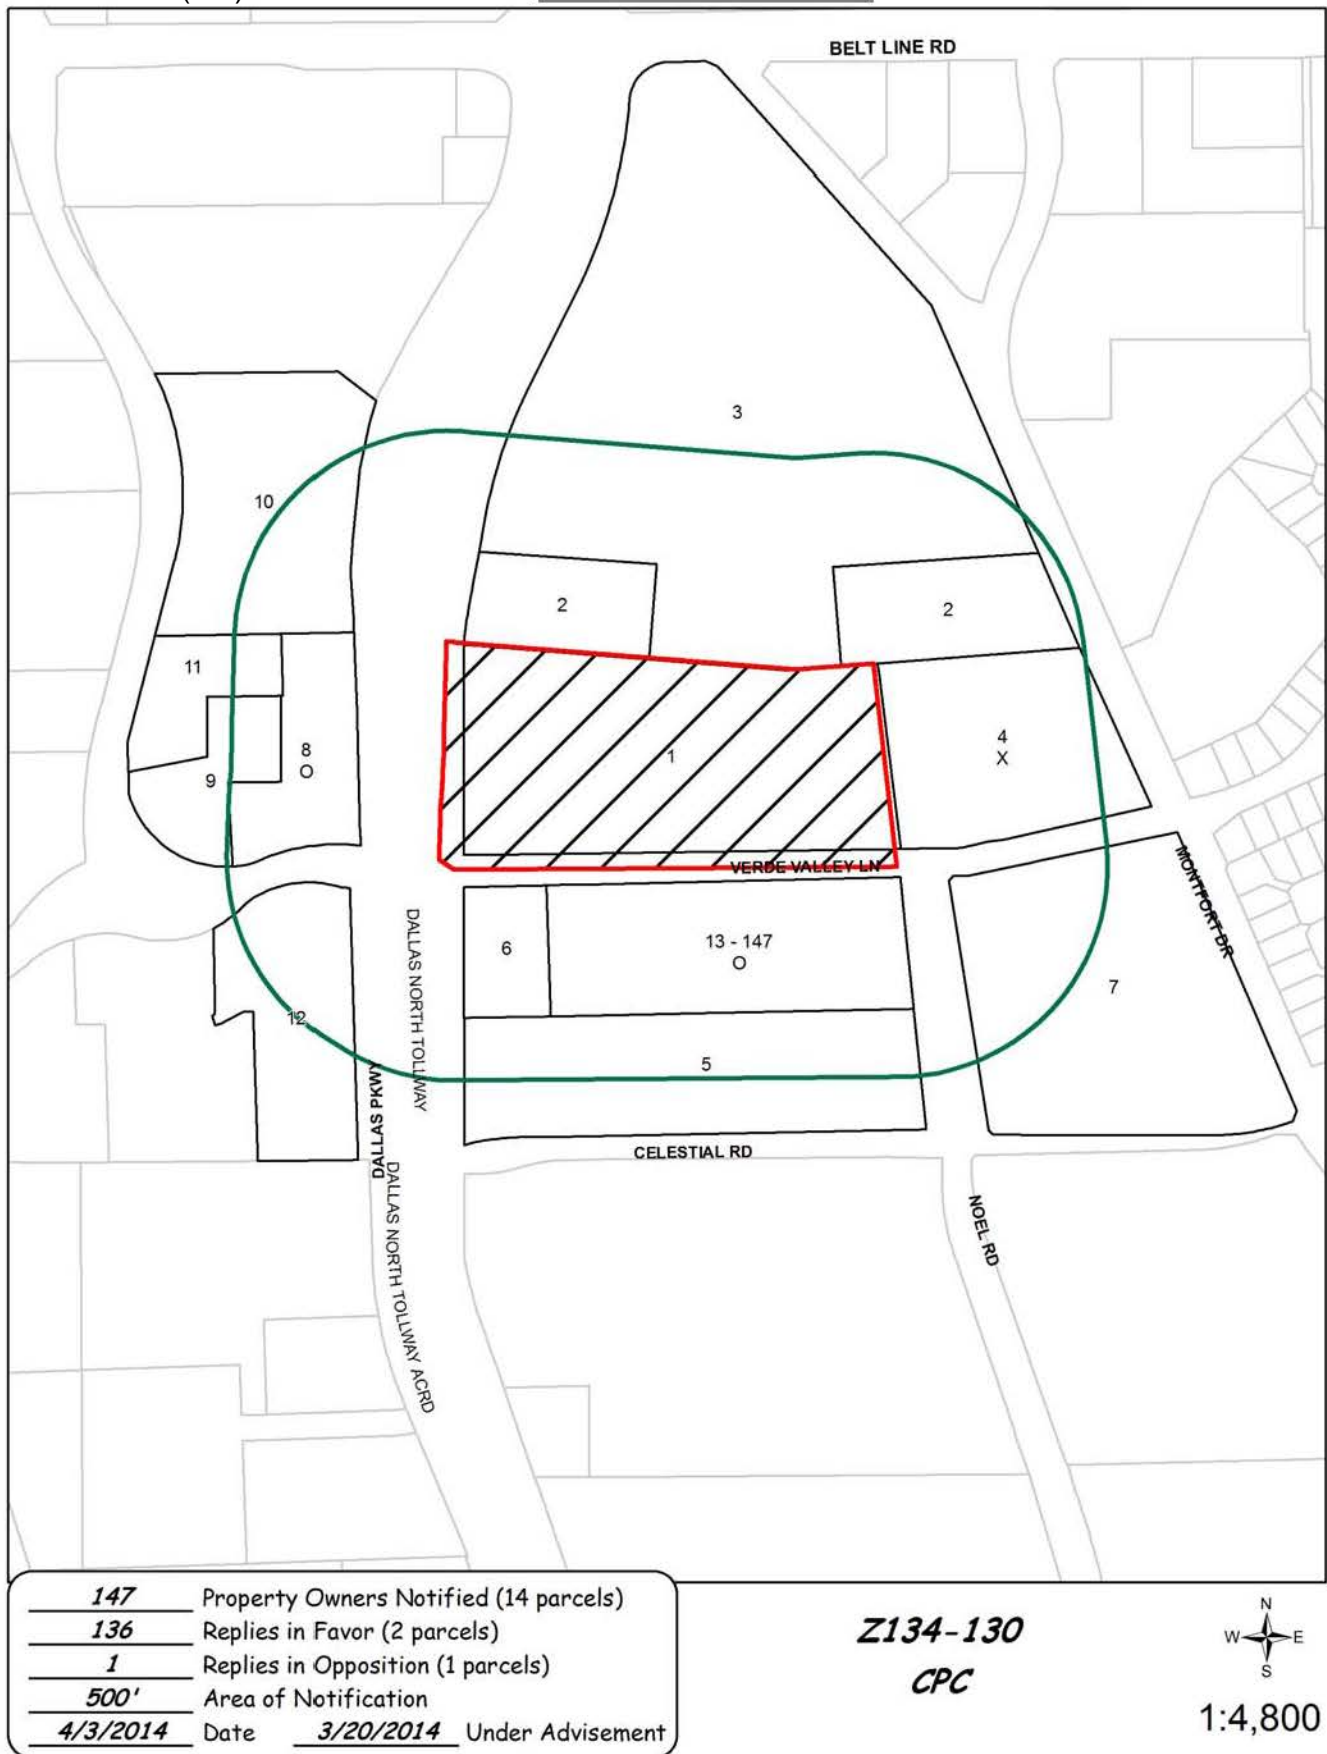 BELT LINE RD
3
10
2
2
11
1
4
X
8
O
9
VERDE VALLEY LN
MONTFORT DR
DALLAS NORTH TOLLWAY
6
13 - 147
O
7
12
5
DALLAS PKWY
CELESTIAL RD
DALLAS NORTH TOLLWAY ACRD
NOEL RD
147 Property Owners Notified (14 parcels)
136 Replies in Favor (2 parcels)
1 Replies in Opposition (1 parcels)
500' Area of Notification
4/3/2014 Date 3/20/2014 Under Advisement
Z134-130
CPC
N
W E
S
1:4,800